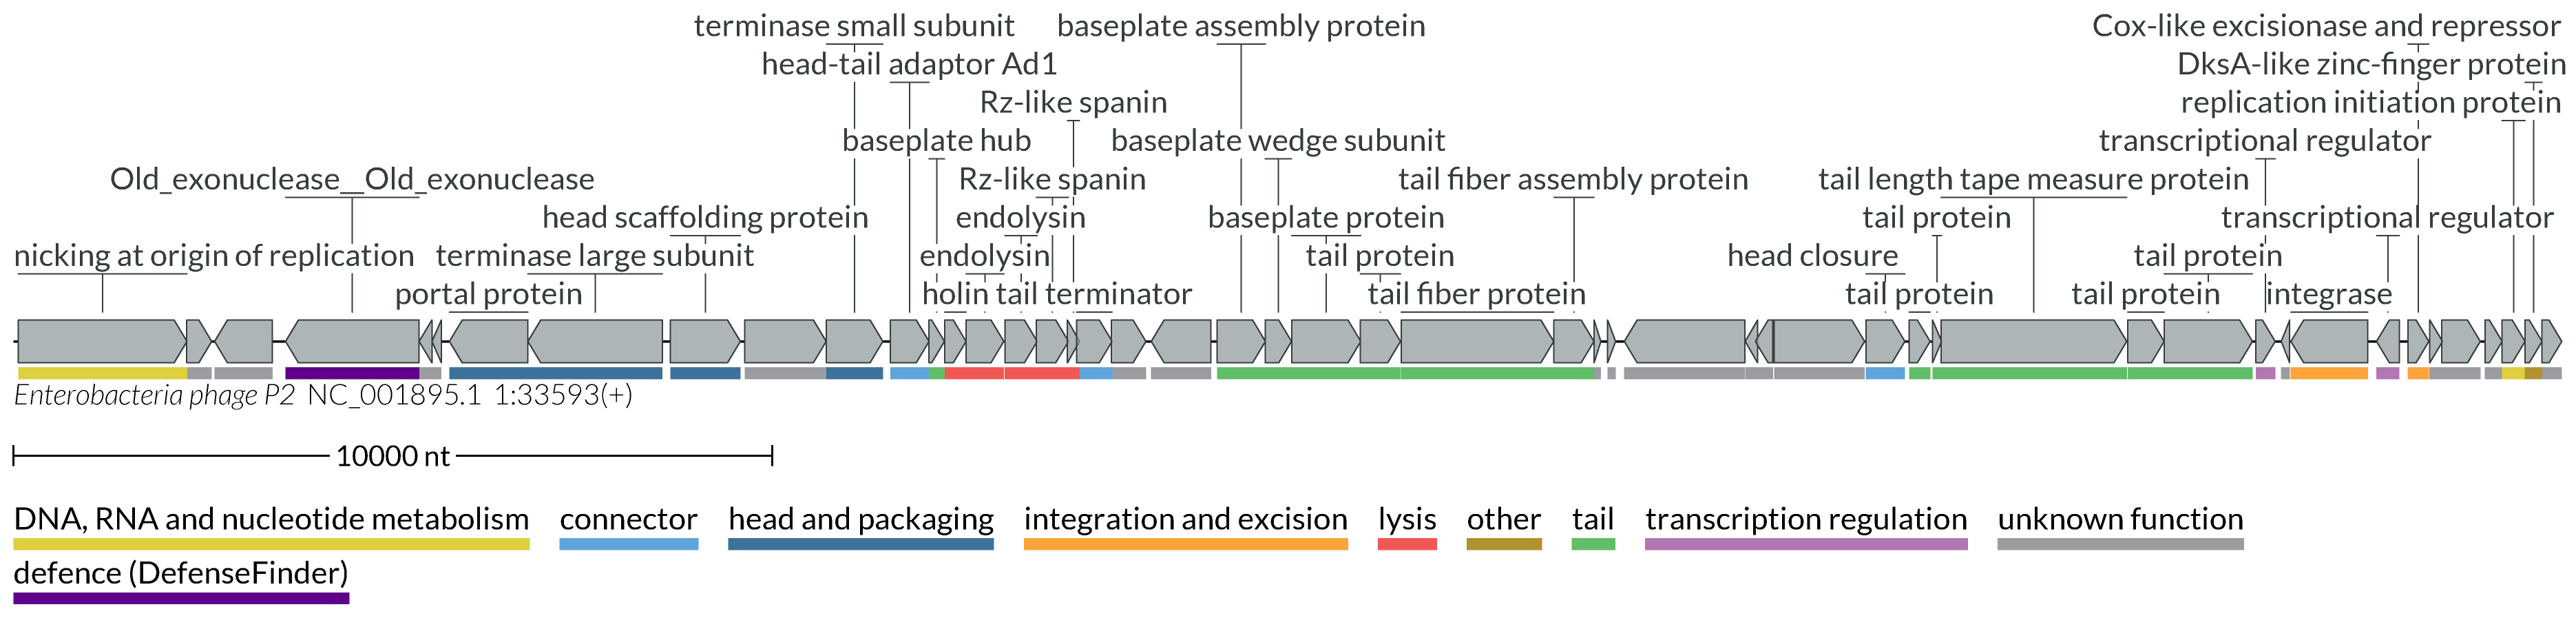 terminase small subunit baseplate assembly protein Cox-like excisionase and repressor
head-tail adaptor Ad1 DksA-like zinc-finger protein
Rz-like spanin replication initiation protein
baseplate hub baseplate wedge subunit transcriptional regulator
Old_exonuclease__Old_exonuclease Rz-like spanin tail fiber assembly protein tail length tape measure protein
head scaffolding protein endolysin baseplate protein tail protein transcriptional regulator
nicking at origin of replication terminase large subunit endolysin tail protein head closure tail protein
portal protein holin tail terminator tail fiber protein tail protein tail protein integrase
Enterobacteria phage P2 NC_001895.1 1:33593(+)
10000 nt
DNA, RNA and nucleotide metabolism connector head and packaging integration and excision lysis other tail transcription regulation unknown function
defence (DefenseFinder)